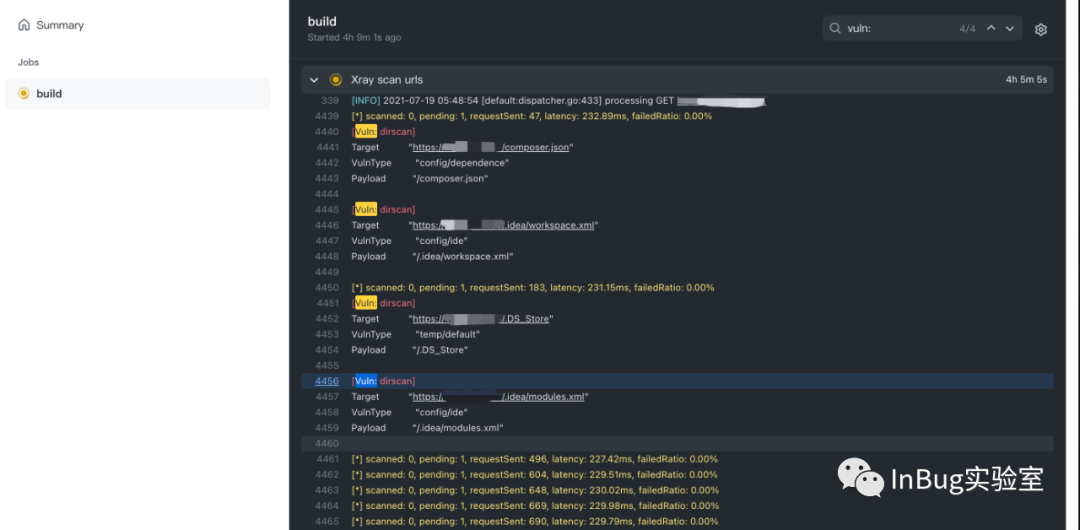 Summary
Jobs
build
build
Started 4h 9m 1s ago
vuln:
4/4
Xray scan urls
4h 5m 5s
339 [INFO] 2021-07-19 05:48:54 [default:dispatcher.go:433] processing GET
4439 [*] scanned: 0, pending: 1, requestSent: 47, latency: 232.89ms, failedRatio: 0.00%
4440 [Vuln: dirscan]
4441 Target "https:/ /composer.json"
4442 VulnType "config/dependence"
4443 Payload "/composer.json"
4444
4445 [Vuln: dirscan]
4446 Target "https:/ .idea/workspace.xml"
4447 VulnType "config/ide"
4448 Payload "/.idea/workspace.xml"
4449
4450 [*] scanned: 0, pending: 1, requestSent: 183, latency: 231.15ms, failedRatio: 0.00%
4451 [Vuln: dirscan]
4452 Target "https:/ /.DS_Store"
4453 VulnType "temp/default"
4454 Payload "/.DS_Store"
4455
4456 [Vuln: dirscan]
4457 Target "https:/ /.idea/modules.xml"
4458 VulnType "config/ide"
4459 Payload "/.idea/modules.xml"
4460
4461 [*] scanned: 0, pending: 1, requestSent: 496, latency: 227.42ms, failedRatio: 0.00%
4462 [*] scanned: 0, pending: 1, requestSent: 604, latency: 229.51ms, failedRatio: 0.00%
4463 [*] scanned: 0, pending: 1, requestSent: 648, latency: 230.02ms, failedRatio: 0.00%
4464 [*] scanned: 0, pending: 1, requestSent: 669, latency: 229.98ms, failedRatio: 0.00%
4465 [*] scanned: 0, pending: 1, requestSent: 690, latency: 229.79ms, failedRatio: 0.00%
InBug实验室